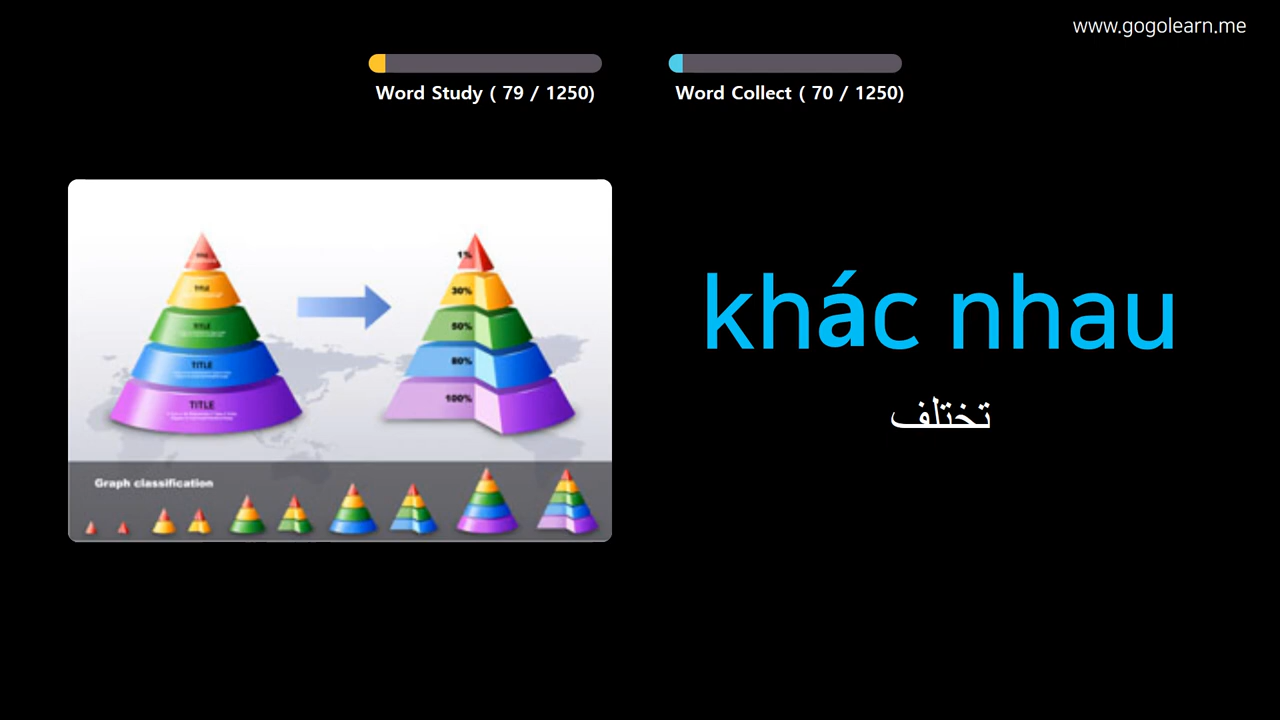 www.gogolearn.me
Word Study ( 79 / 1250)
Word Collect ( 70 / 1250)
TITLE
TITLE
TITLE
TITLE
1%
30%
50%
80%
100%
Graph classification
khác nhau
تختلف